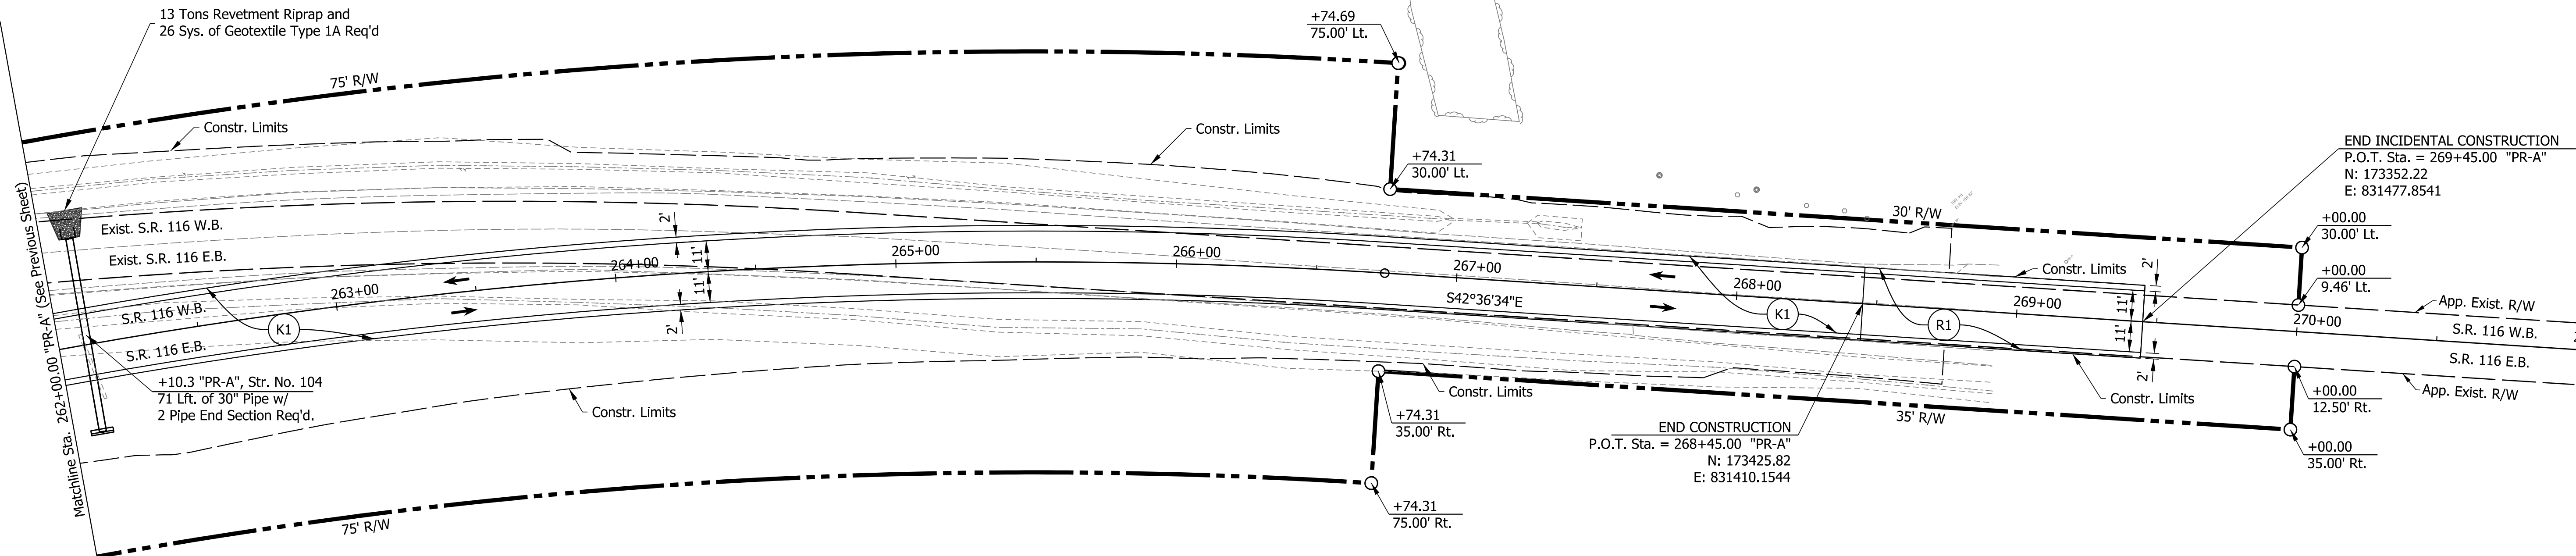 13 Tons Revetment Riprap and
26 Sys. of Geotextile Type 1A Req'd
75' R/W
Constr. Limits
Matchline Sta. 262+00.00 "PR-A" (See Previous Sheet)
Exist. S.R. 116 W.B.
Exist. S.R. 116 E.B.
S.R. 116 W.B.
S.R. 116 E.B.
K1
+10.3 "PR-A", Str. No. 104
71 Lft. of 30" Pipe w/
2 Pipe End Section Req'd.
263+00
264+00
265+00
266+00
267+00
268+00
269+00
270+00
2'
11'
11'
2'
Constr. Limits
75' R/W
+74.69
75.00' Lt.
Constr. Limits
+74.31
30.00' Lt.
S42°36'34"E
Constr. Limits
+74.31
35.00' Rt.
+74.31
75.00' Rt.
30' R/W
K1
R1
Constr. Limits
2'
11'
11'
2'
Constr. Limits
35' R/W
END CONSTRUCTION
P.O.T. Sta. = 268+45.00 "PR-A"
N: 173425.82
E: 831410.1544
END INCIDENTAL CONSTRUCTION
P.O.T. Sta. = 269+45.00 "PR-A"
N: 173352.22
E: 831477.8541
+00.00
30.00' Lt.
+00.00
9.46' Lt.
App. Exist. R/W
S.R. 116 W.B.
S.R. 116 E.B.
App. Exist. R/W
+00.00
12.50' Rt.
+00.00
35.00' Rt.